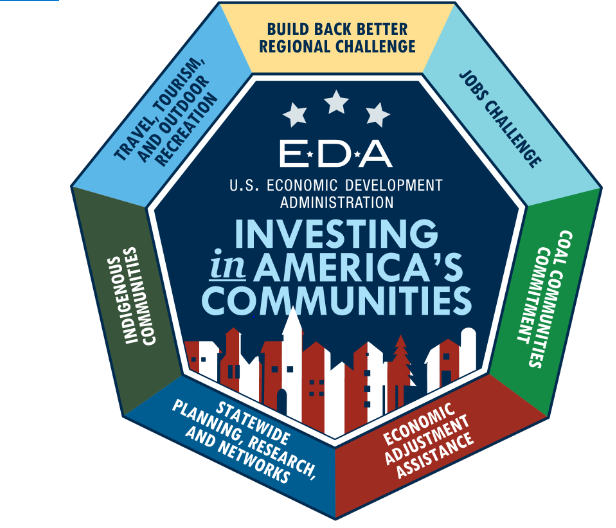 BUILD BACK BETTER
REGIONAL CHALLENGE
JOBS CHALLENGE
COAL COMMUNITIES
COMMITMENT
ECONOMIC
ADJUSTMENT
ASSISTANCE
STATEWIDE
PLANNING, RESEARCH,
AND NETWORKS
INDIGENOUS
COMMUNITIES
TRAVEL, TOURISM,
AND OUTDOOR
RECREATION
E★D★A
U.S. ECONOMIC DEVELOPMENT
ADMINISTRATION
INVESTING
in AMERICA'S
COMMUNITIES